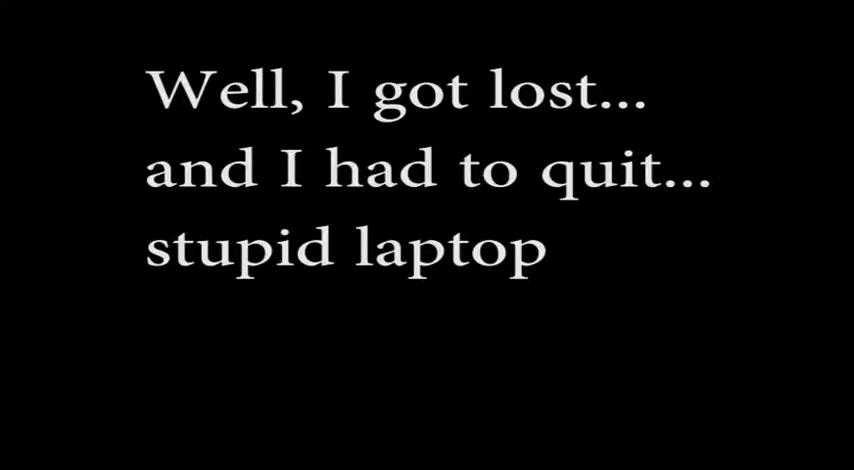 Well, I got lost...
and I had to quit...
stupid laptop